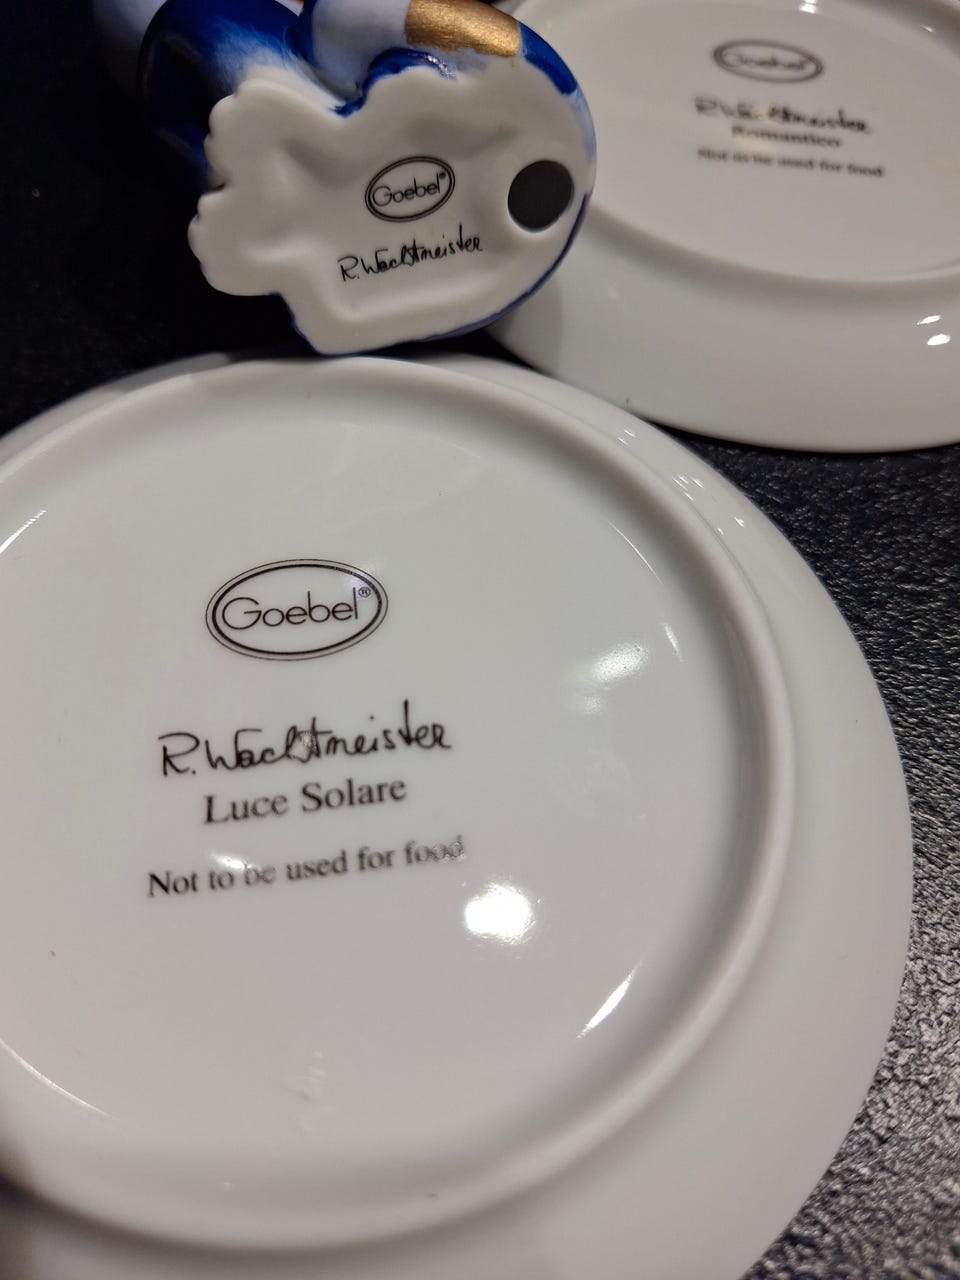 Goebel®
R. Wachtmeister
Goebel®
R. Wachtmeister
Romantico
Not to be used for food
Goebel®
R. Wachtmeister
Luce Solare
Not to be used for food